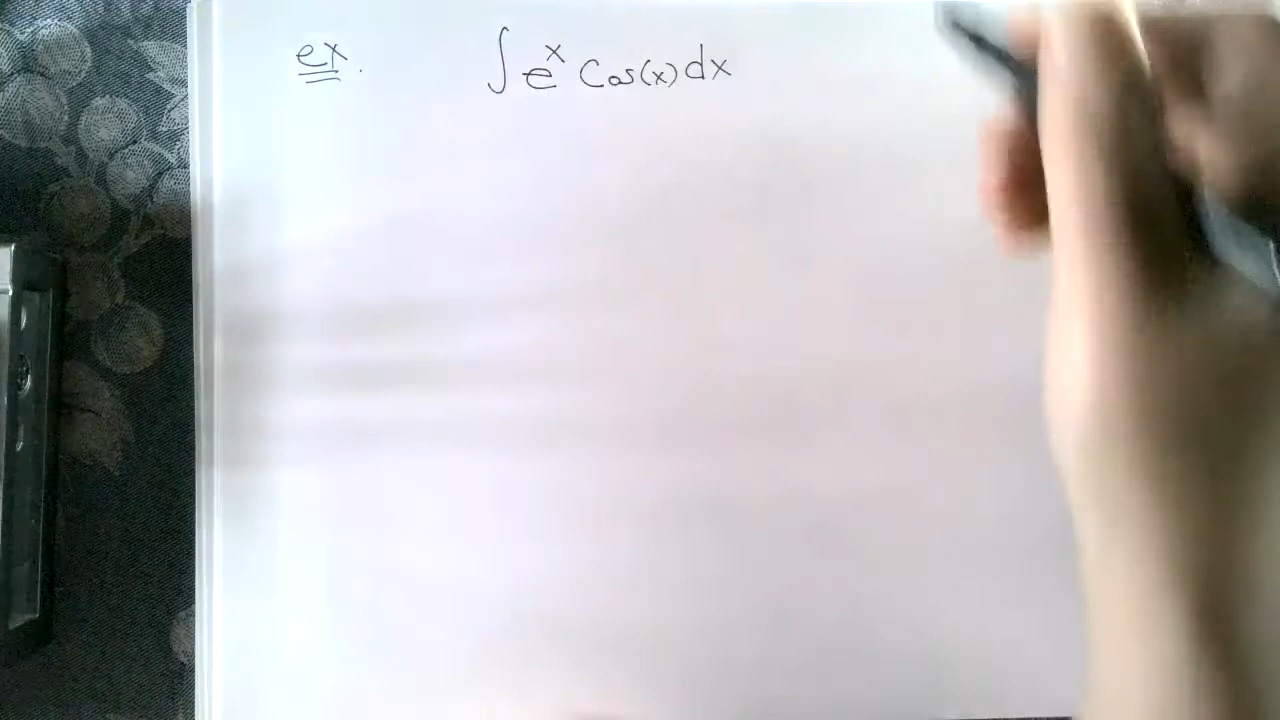 ex. ∫ e^x Cos(x) dx